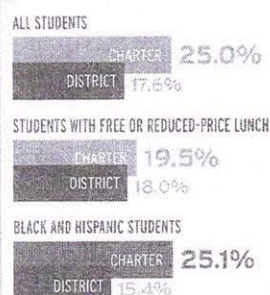 ALL STUDENTS
CHARTER 25.0%
DISTRICT 17.6%
STUDENTS WITH FREE OR REDUCED-PRICE LUNCH
CHARTER 19.5%
DISTRICT 18.0%
BLACK AND HISPANIC STUDENTS
CHARTER 25.1%
DISTRICT 15.4%